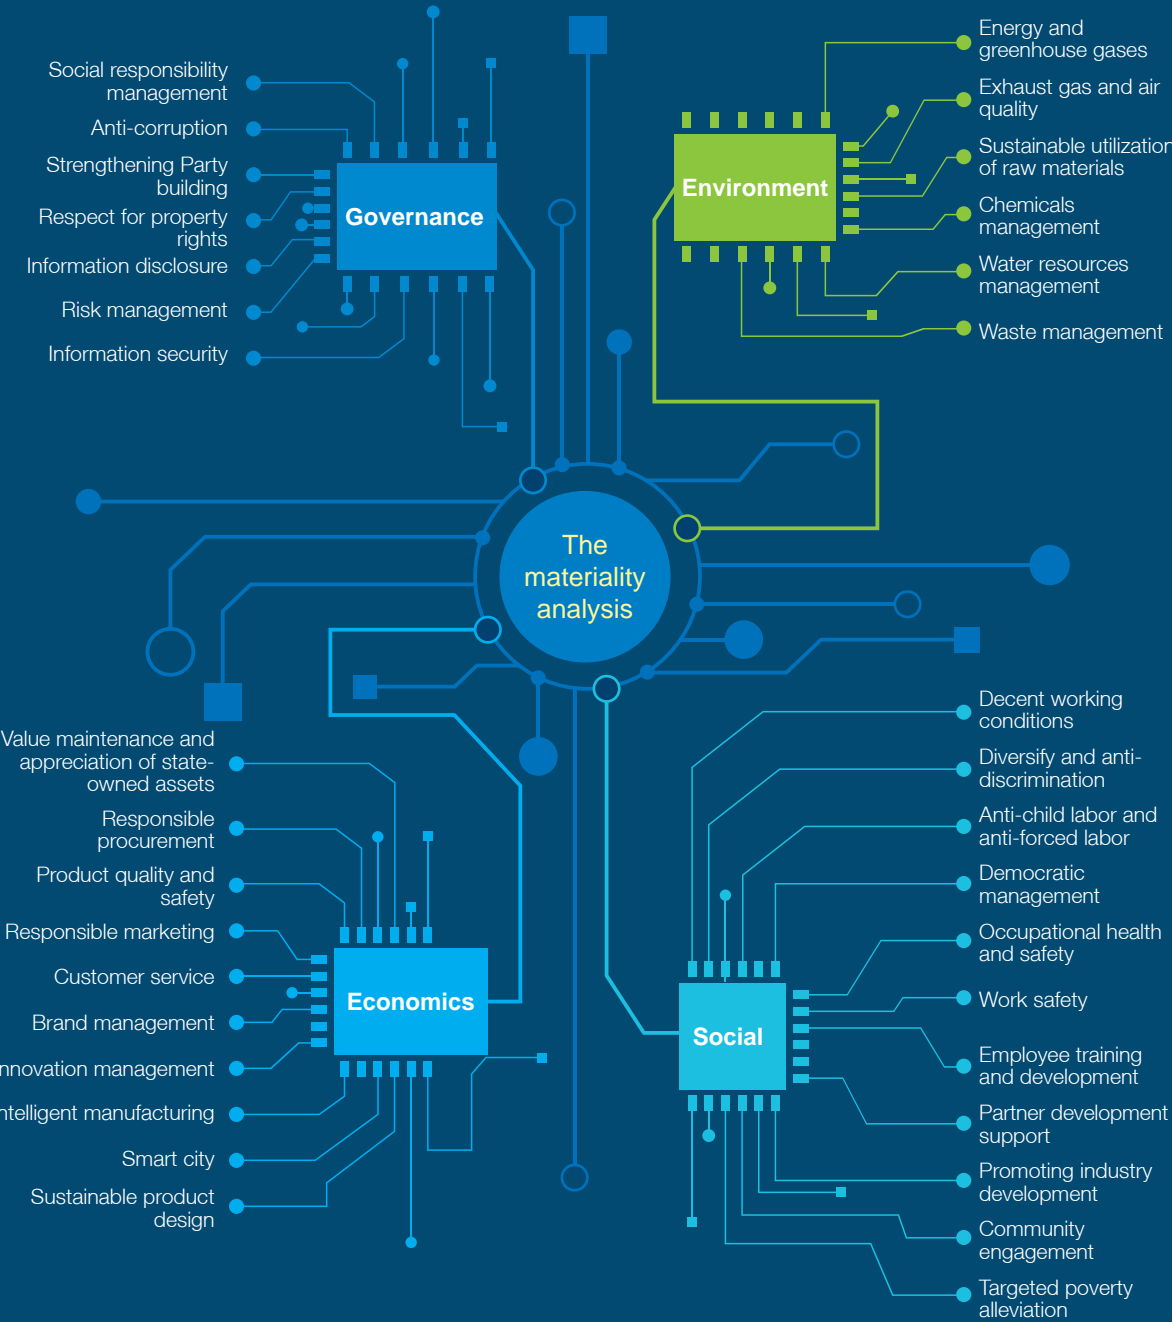 Social responsibility
management
Anti-corruption
Strengthening Party
building
Respect for property
rights
Information disclosure
Risk management
Information security
Governance
Environment
Energy and
greenhouse gases
Exhaust gas and air
quality
Sustainable utilization
of raw materials
Chemicals
management
Water resources
management
Waste management
The
materiality
analysis
Value maintenance and
appreciation of state-
owned assets
Responsible
procurement
Product quality and
safety
Responsible marketing
Customer service
Brand management
nnovation management
ntelligent manufacturing
Smart city
Sustainable product
design
Economics
Social
Decent working
conditions
Diversify and anti-
discrimination
Anti-child labor and
anti-forced labor
Democratic
management
Occupational health
and safety
Work safety
Employee training
and development
Partner development
support
Promoting industry
development
Community
engagement
Targeted poverty
alleviation